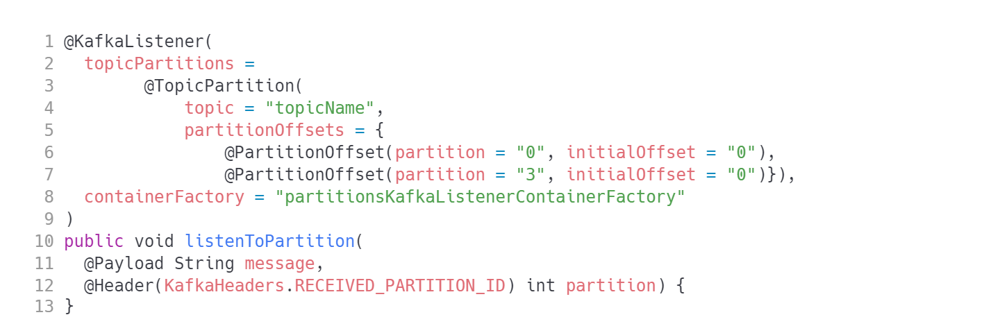 1 @KafkaListener(
2   topicPartitions =
3         @TopicPartition(
4             topic = "topicName",
5             partitionOffsets = {
6                 @PartitionOffset(partition = "0", initialOffset = "0"),
7                 @PartitionOffset(partition = "3", initialOffset = "0")}),
8   containerFactory = "partitionsKafkaListenerContainerFactory"
9 )
10 public void listenToPartition(
11   @Payload String message,
12   @Header(KafkaHeaders.RECEIVED_PARTITION_ID) int partition) {
13 }